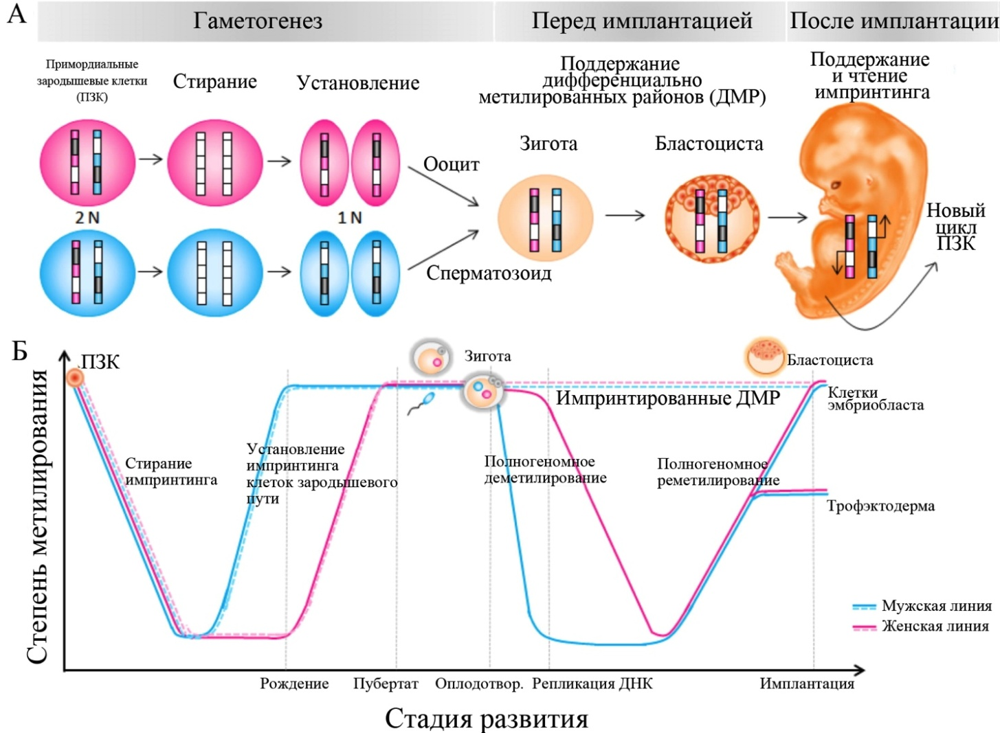 А
Гаметогенез
Перед имплантацией
После имплантации
Примордиальные
зародышевые клетки
(ПЗК)
Стирание
Установление
Поддержание
дифференциально
метилированных районов (ДМР)
Поддержание
и чтение
импринтинга
Зигота
Бластоциста
Ооцит
2 N
1 N
Сперматозоид
Новый
цикл
ПЗК
Б
Степень метилирования
ПЗК
Зигота
Бластоциста
Импринтированные ДМР
Клетки
эмбриобласта
Стирание
импринтинга
Установление
импринтинга
клеток зародышевого
пути
Полногеномное
деметилирование
Полногеномное
реметилирование
Трофэктодерма
Мужская линия
Женская линия
Рождение
Пубертат
Оплодотвор.
Репликация ДНК
Имплантация
Стадия развития